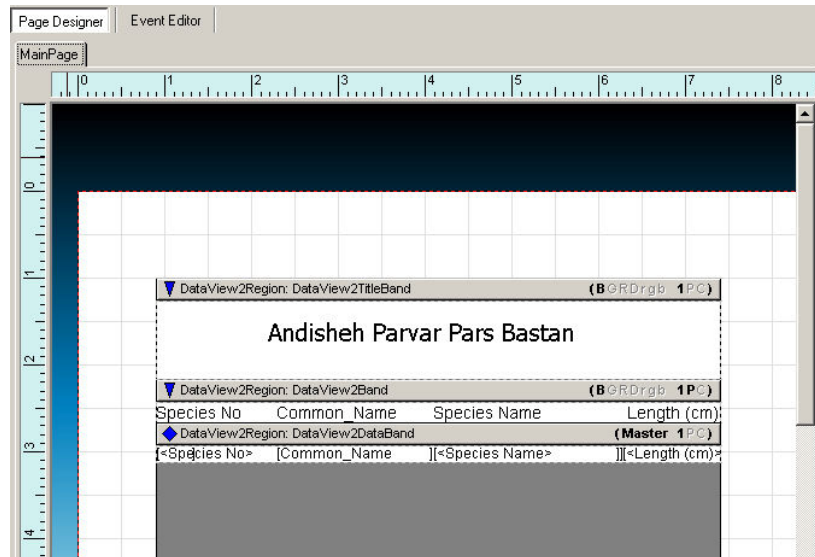 Page Designer Event Editor
MainPage
0 1 2 3 4 5 6 7 8
0
1
DataView2Region: DataView2TitleBand (BGRDrgb 1PC)
Andisheh Parvar Pars Bastan
2
DataView2Region: DataView2Band (BGRDrgb 1PC)
Species No Common_Name Species Name Length (cm)
DataView2Region: DataView2DataBand (Master 1PC)
3
[<Species No> [Common_Name ][<Species Name> ]][<Length (cm)>
4